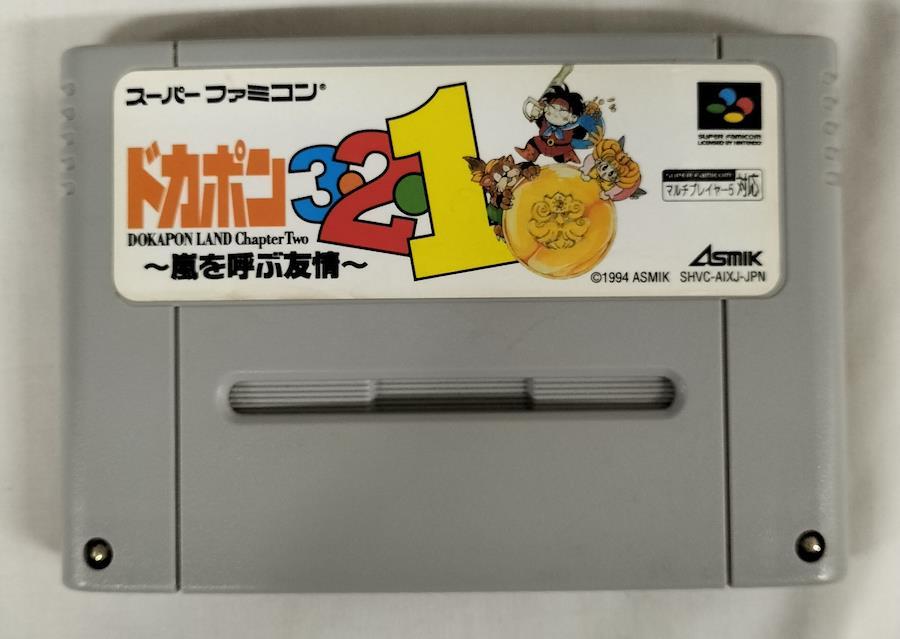 スーパーファミコン®
ドカポン3・2・1
DOKAPON LAND Chapter Two
〜嵐を呼ぶ友情〜
SUPER FAMICOM
LICENSED BY NINTENDO
SUPER FAMICOM
マルチプレイヤー5 対応
ASMIK
©1994 ASMIK SHVC-AIXJ-JPN